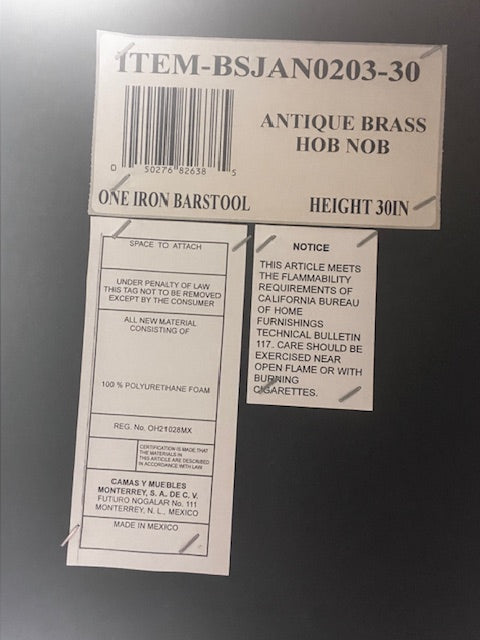 ITEM-BSJAN0203-30
ANTIQUE BRASS
HOB NOB
0 50276 82638 5
ONE IRON BARSTOOL HEIGHT 30IN
SPACE TO ATTACH
UNDER PENALTY OF LAW
THIS TAG NOT TO BE REMOVED
EXCEPT BY THE CONSUMER
ALL NEW MATERIAL
CONSISTING OF
100 % POLYURETHANE FOAM
REG. No. OH21028MX
CERTIFICATION IS MADE THAT
THE MATERIALS IN
THIS ARTICLE ARE DESCRIBED
IN ACCORDANCE WITH LAW
CAMAS Y MUEBLES
MONTERREY, S. A. DE C. V.
FUTURO NOGALAR No. 111
MONTERREY, N. L., MEXICO
MADE IN MEXICO
NOTICE
THIS ARTICLE MEETS
THE FLAMMABILITY
REQUIREMENTS OF
CALIFORNIA BUREAU
OF HOME
FURNISHINGS
TECHNICAL BULLETIN
117. CARE SHOULD BE
EXERCISED NEAR
OPEN FLAME OR WITH
BURNING
CIGARETTES.